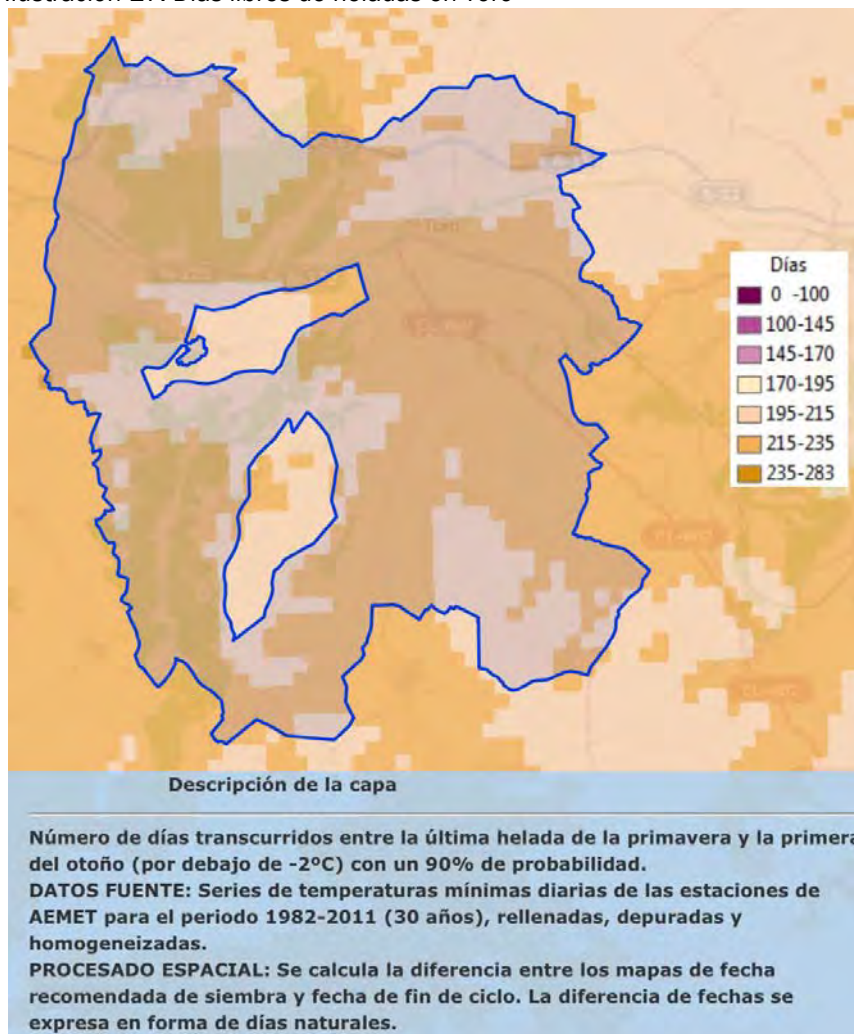 Días
0 -100
100-145
145-170
170-195
195-215
215-235
235-283
Descripción de la capa
Número de días transcurridos entre la última helada de la primavera y la primera
del otoño (por debajo de -2ºC) con un 90% de probabilidad.
DATOS FUENTE: Series de temperaturas mínimas diarias de las estaciones de
AEMET para el periodo 1982-2011 (30 años), rellenadas, depuradas y
homogeneizadas.
PROCESADO ESPACIAL: Se calcula la diferencia entre los mapas de fecha
recomendada de siembra y fecha de fin de ciclo. La diferencia de fechas se
expresa en forma de días naturales.